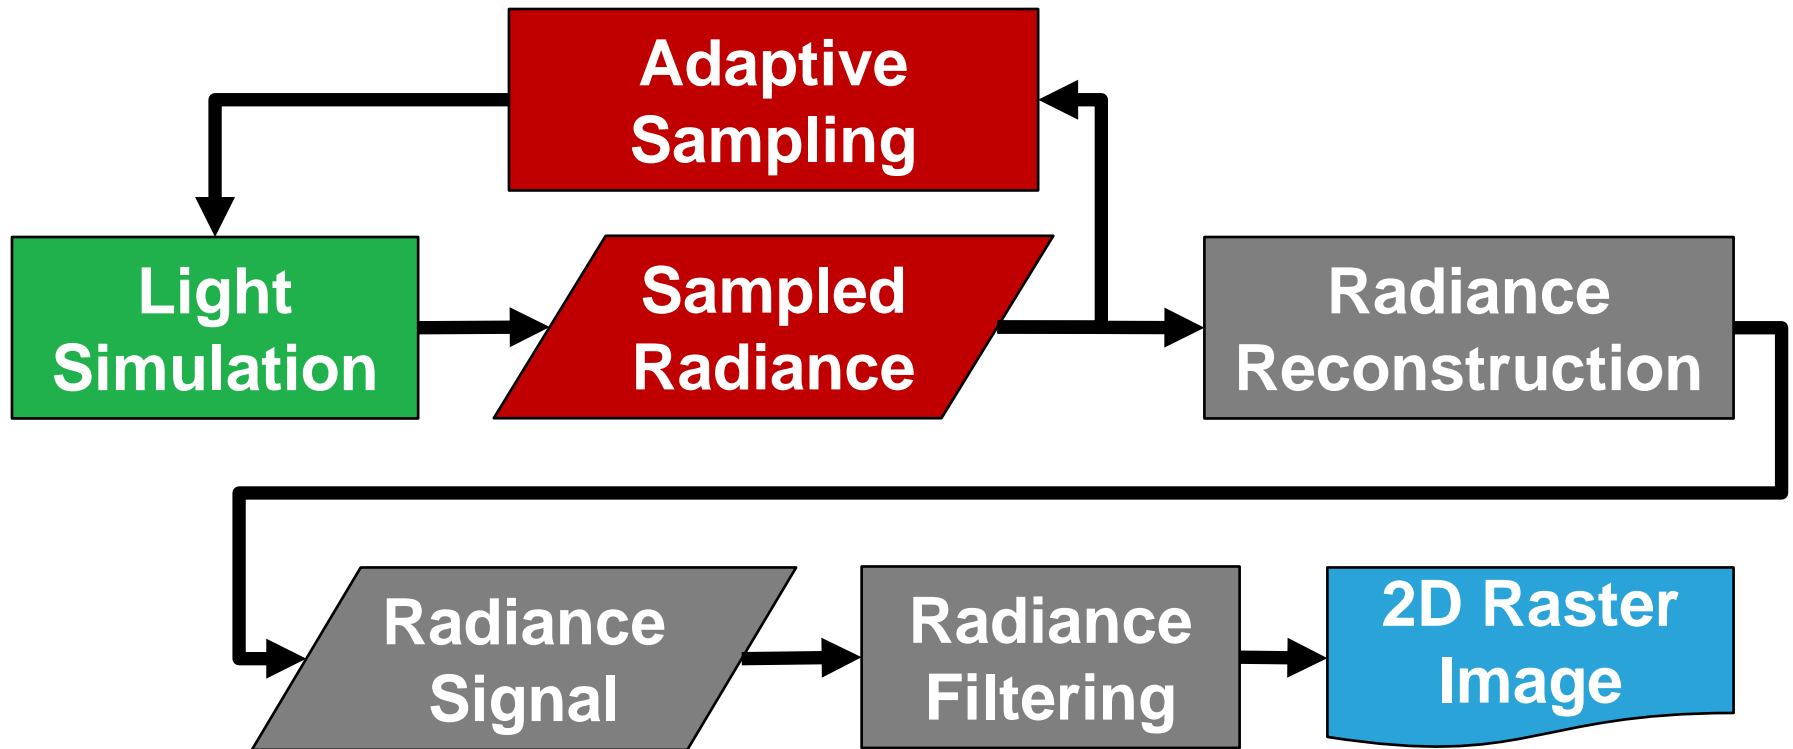 Adaptive
Sampling
Light
Simulation
Sampled
Radiance
Radiance
Reconstruction
Radiance
Signal
Radiance
Filtering
2D Raster
Image